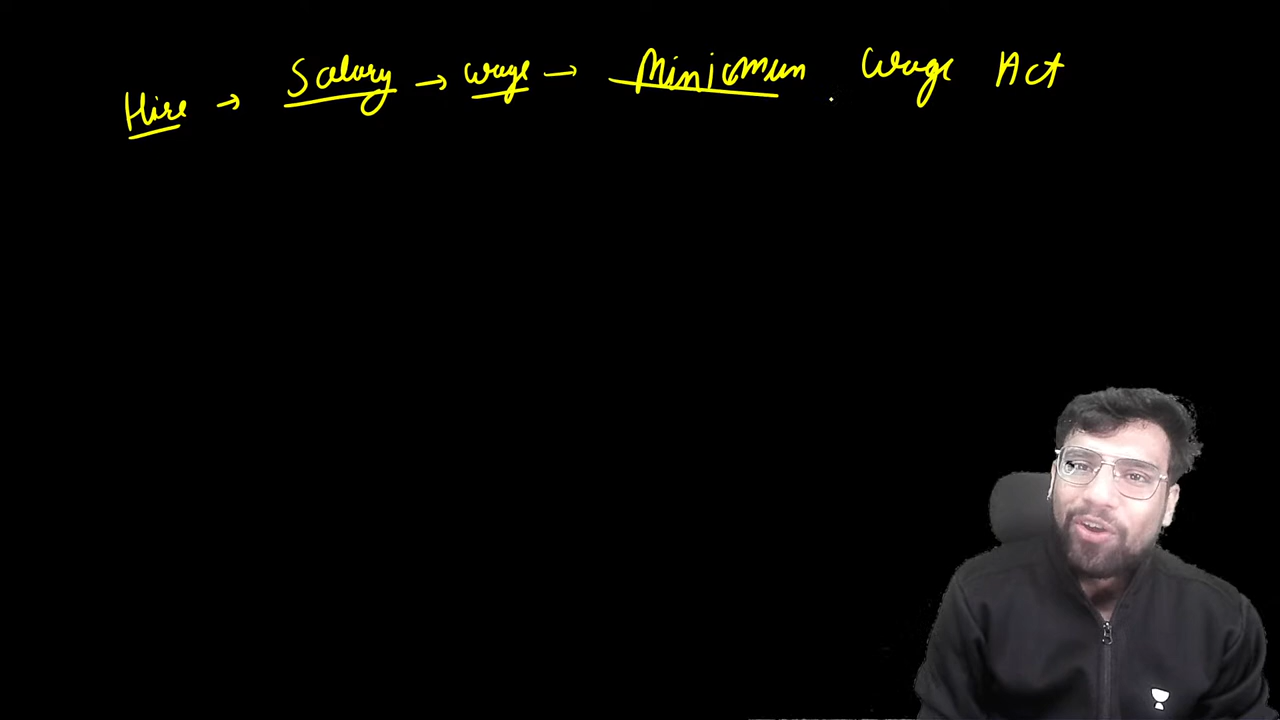 Hire → Salary → wage → Minimum Wage Act